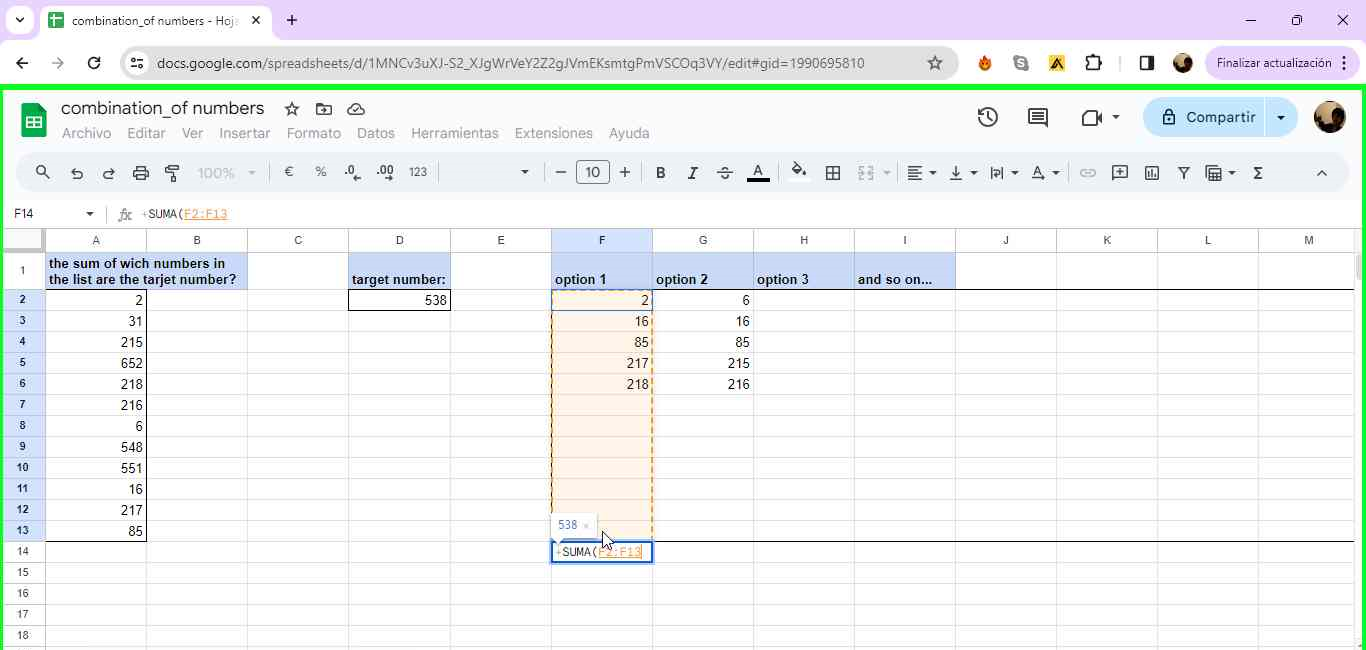 combination_of numbers - Hoj
docs.google.com/spreadsheets/d/1MNCv3uXJ-S2_XJgWrVeY2Z2gJVmEKsmtgPmVSCOq3VY/edit#gid=1990695810
Finalizar actualización
combination_of numbers
Archivo Editar Ver Insertar Formato Datos Herramientas Extensiones Ayuda
Compartir
100% € % .0 .00 123 10 B I A
F14 fx +SUMA(F2:F13
A B C D E F G H I J K L M
1 the sum of wich numbers in
the list are the tarjet number? target number: option 1 option 2 option 3 and so on...
2 2 538 2 6
3 31 16 16
4 215 85 85
5 652 217 215
6 218 218 216
7 216
8 6
9 548
10 551
11 16
12 217
13 85
538 ×
14 +SUMA(F2:F13
15
16
17
18